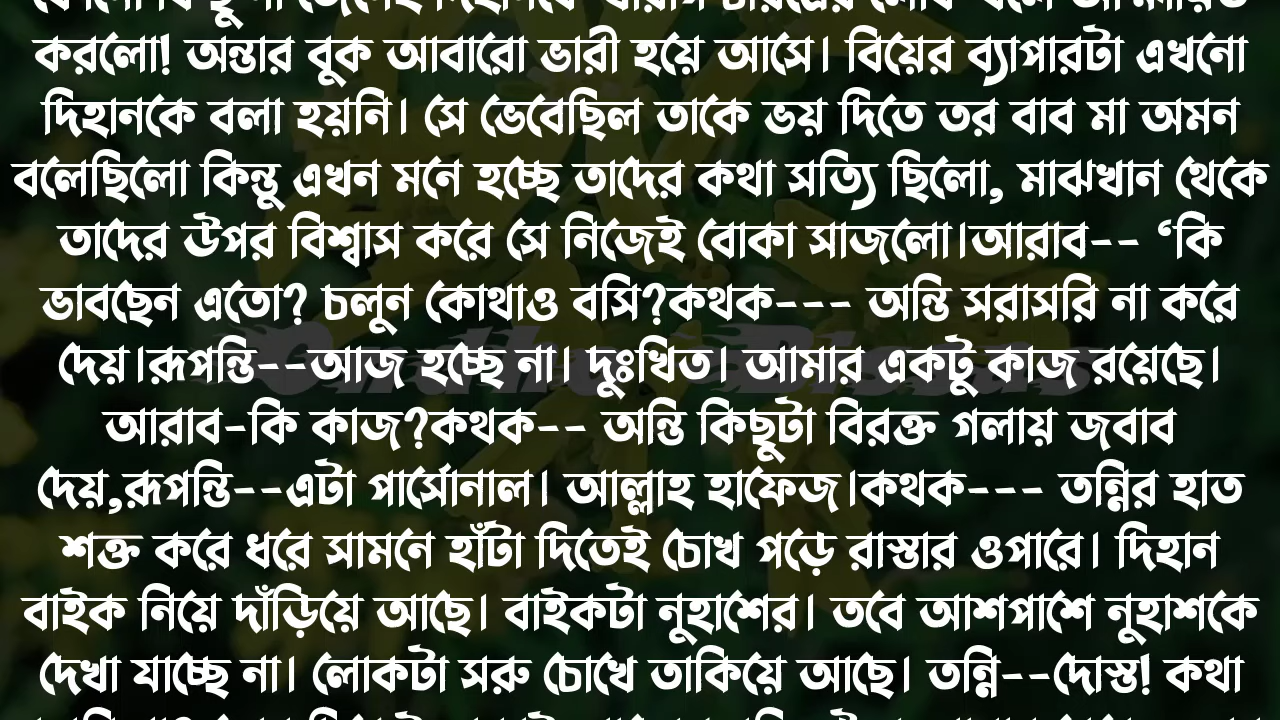 করলো! অন্তার বুক আবারো ভারী হয়ে আসে। বিয়ের ব্যাপারটা এখনো
দিহানকে বলা হয়নি। সে ভেবেছিল তাকে ভয় দিতে তর বাব মা অমন
বলেছিলো কিন্তু এখন মনে হচ্ছে তাদের কথা সত্যি ছিলো, মাঝখান থেকে
তাদের উপর বিশ্বাস করে সে নিজেই বোকা সাজলো।আরাব-- ‘কি
ভাবছেন এতো? চলুন কোথাও বসি?কথক--- অন্তি সরাসরি না করে
দেয়।রূপন্তি--আজ হচ্ছে না। দুঃখিত। আমার একটু কাজ রয়েছে।
আরাব-কি কাজ?কথক-- অন্তি কিছুটা বিরক্ত গলায় জবাব
দেয়,রূপন্তি--এটা পার্সোনাল। আল্লাহ হাফেজ।কথক--- তন্নির হাত
শক্ত করে ধরে সামনে হাঁটা দিতেই চোখ পড়ে রাস্তার ওপারে। দিহান
বাইক নিয়ে দাঁড়িয়ে আছে। বাইকটা নুহাশের। তবে আশপাশে নুহাশকে
দেখা যাচ্ছে না। লোকটা সরু চোখে তাকিয়ে আছে। তন্নি--দোস্ত! কথা